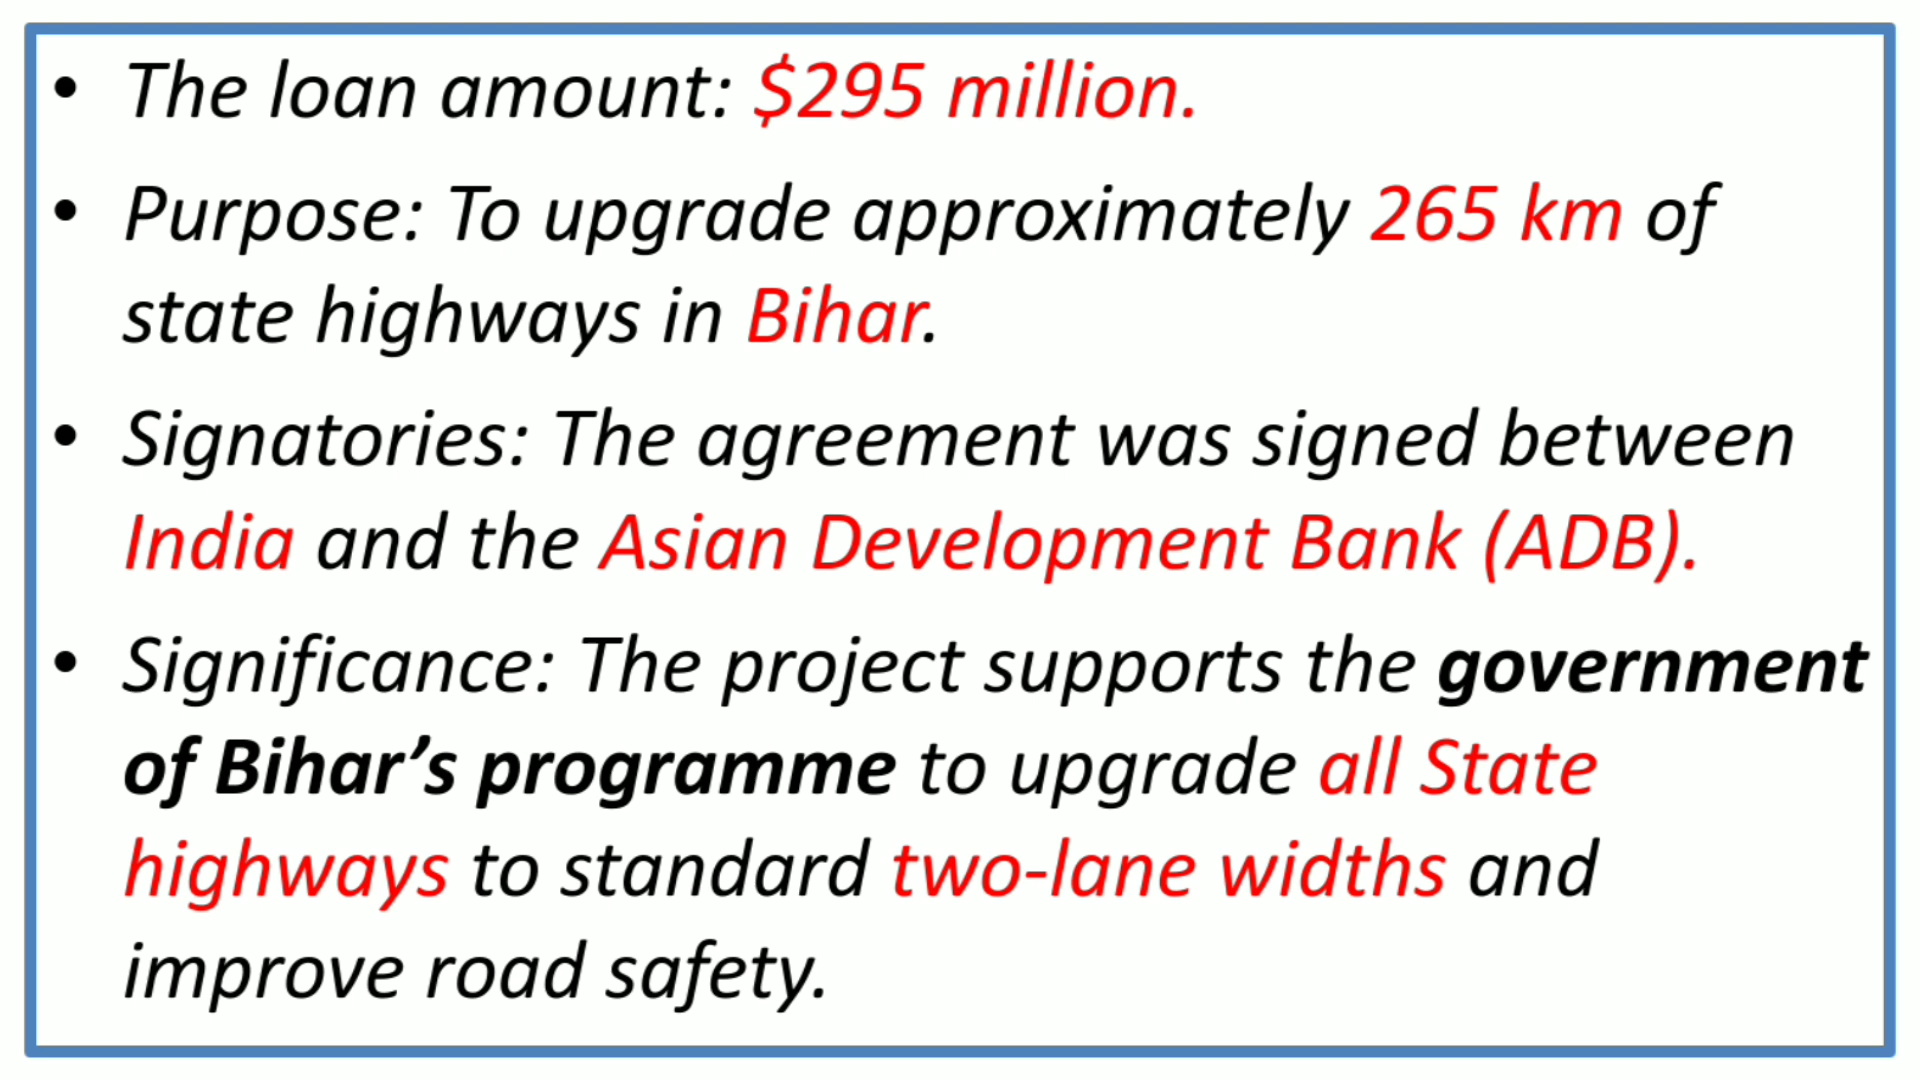 • The loan amount: $295 million.
• Purpose: To upgrade approximately 265 km of
state highways in Bihar.
• Signatories: The agreement was signed between
India and the Asian Development Bank (ADB).
• Significance: The project supports the government
of Bihar’s programme to upgrade all State
highways to standard two-lane widths and
improve road safety.